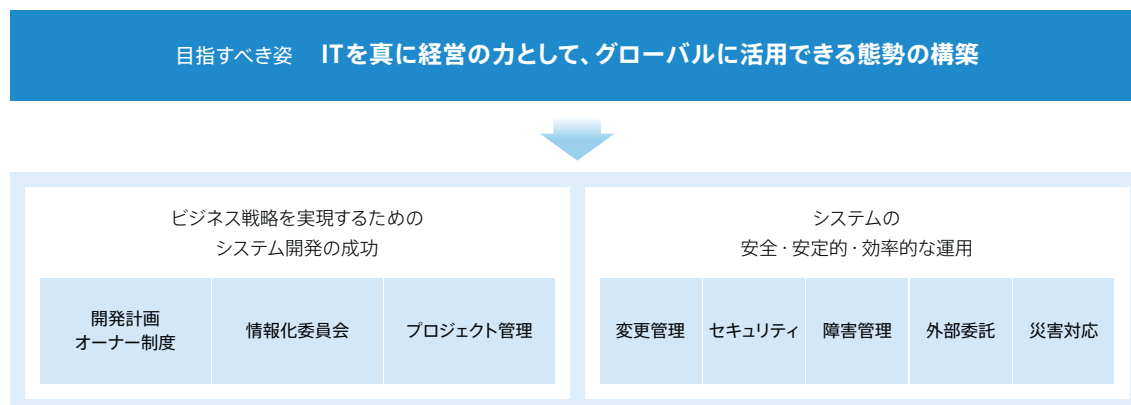 目指すべき姿 ITを真に経営の力として、グローバルに活用できる態勢の構築
ビジネス戦略を実現するための
システム開発の成功
開発計画
オーナー制度
情報化委員会
プロジェクト管理
システムの
安全・安定的・効率的な運用
変更管理
セキュリティ
障害管理
外部委託
災害対応